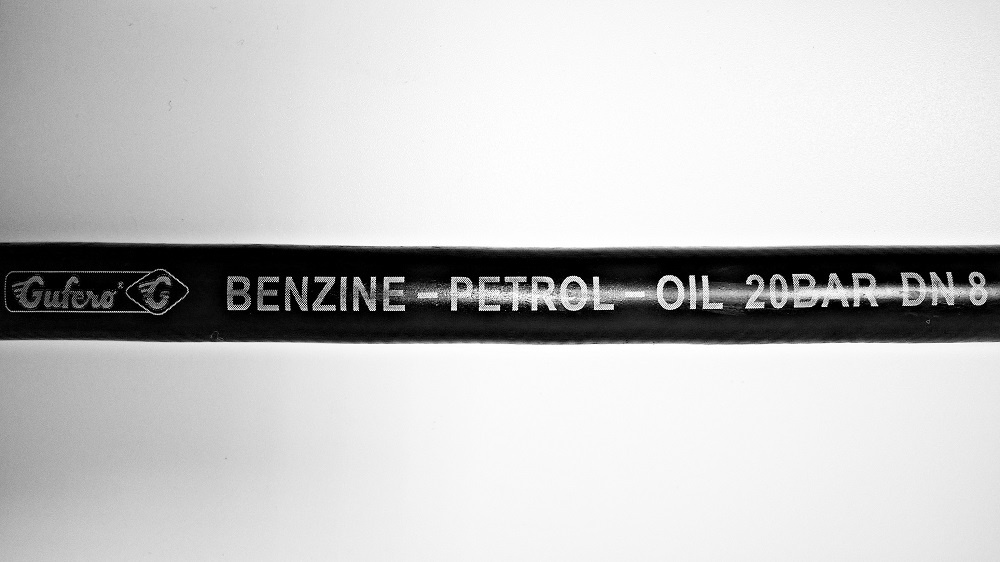 Gufero G BENZINE - PETROL - OIL 20BAR DN 8